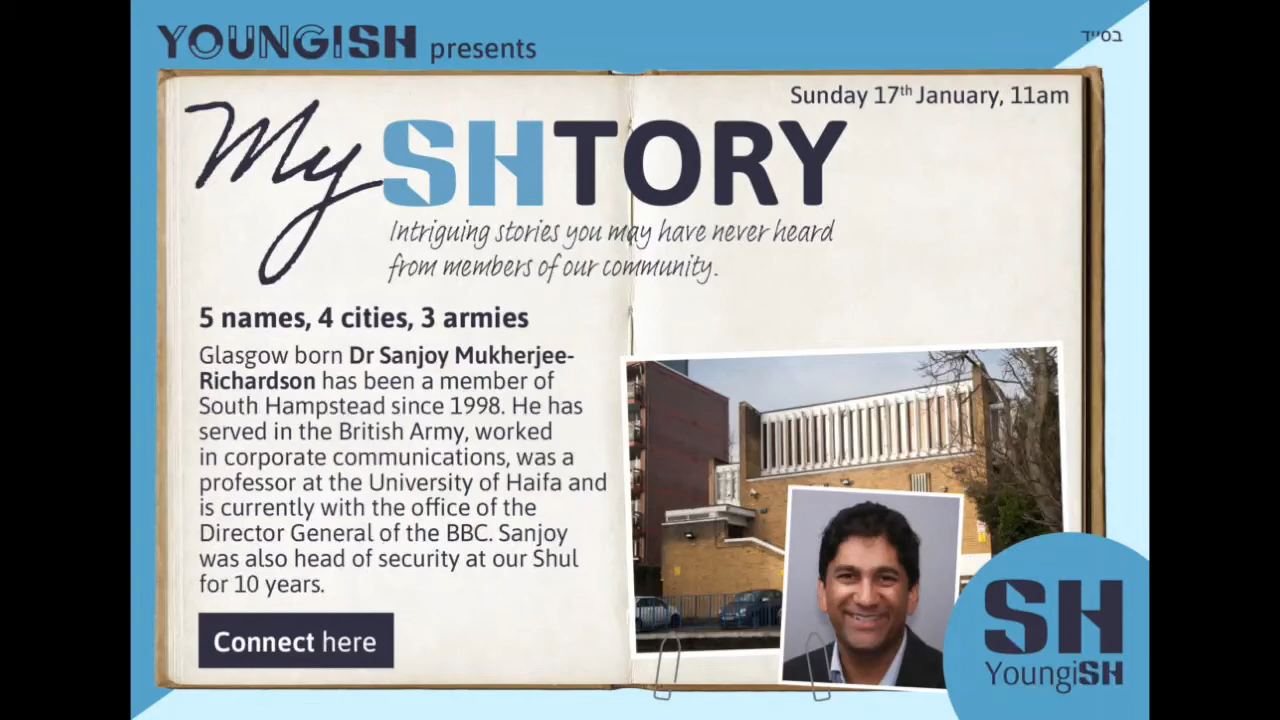 YOUNGISH presents
בסייד
Sunday 17th January, 11am
My SHTORY
Intriguing stories you may have never heard
from members of our community.
5 names, 4 cities, 3 armies
Glasgow born Dr Sanjoy Mukherjee-
Richardson has been a member of
South Hampstead since 1998. He has
served in the British Army, worked
in corporate communications, was a
professor at the University of Haifa and
is currently with the office of the
Director General of the BBC. Sanjoy
was also head of security at our Shul
for 10 years.
Connect here
SH
YoungiSH